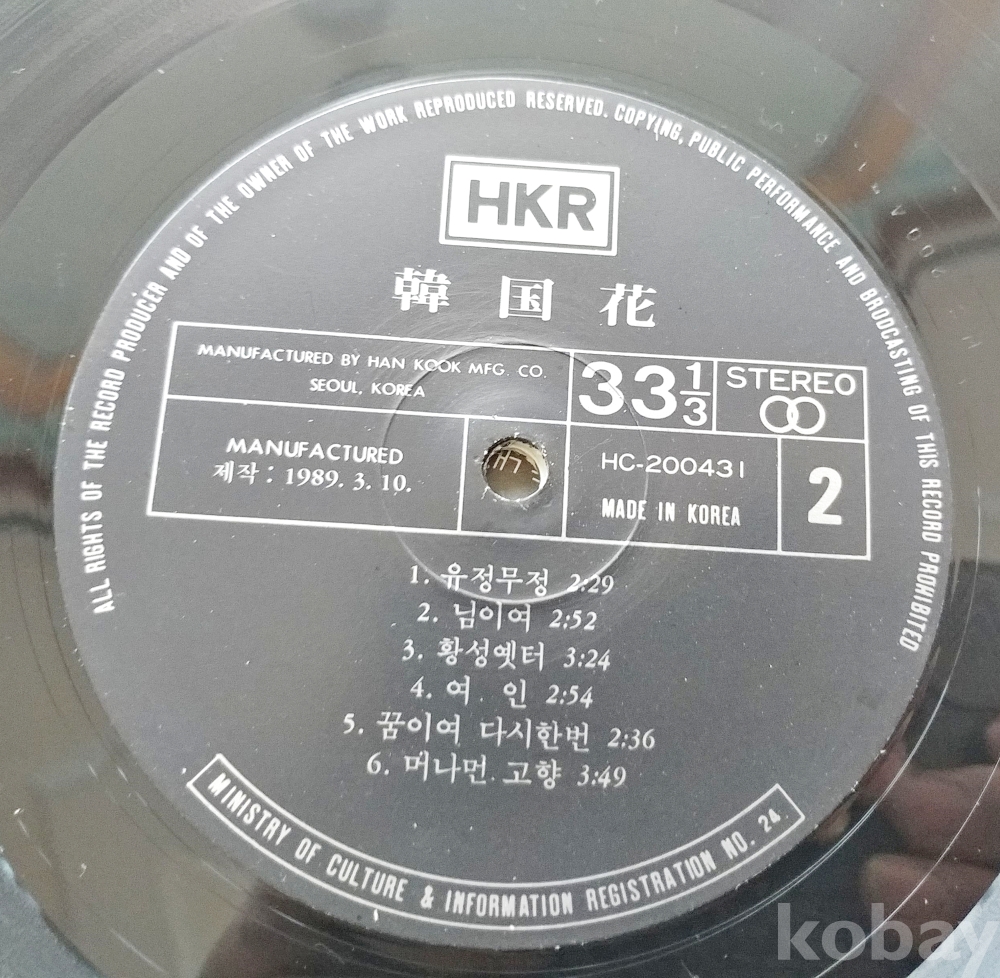 ALL RIGHTS OF THE RECORD PRODUCER AND OF THE OWNER OF THE WORK REPRODUCED RESERVED. COPYING, PUBLIC PERFORMANCE AND BRODCASTING OF THIS RECORD PROHIBITED
HKR
韓国花
MANUFACTURED BY HAN KOOK MFG. CO.
SEOUL, KOREA
33 1/3
STEREO
MANUFACTURED
제작 : 1989. 3. 10.
HC-200431
MADE IN KOREA
2
1. 유정무정 2:29
2. 님이여 2:52
3. 황성옛터 3:24
4. 여 인 2:54
5. 꿈이여 다시한번 2:36
6. 머나먼 고향 3:49
MINISTRY OF CULTURE & INFORMATION REGISTRATION NO. 24.
kobay